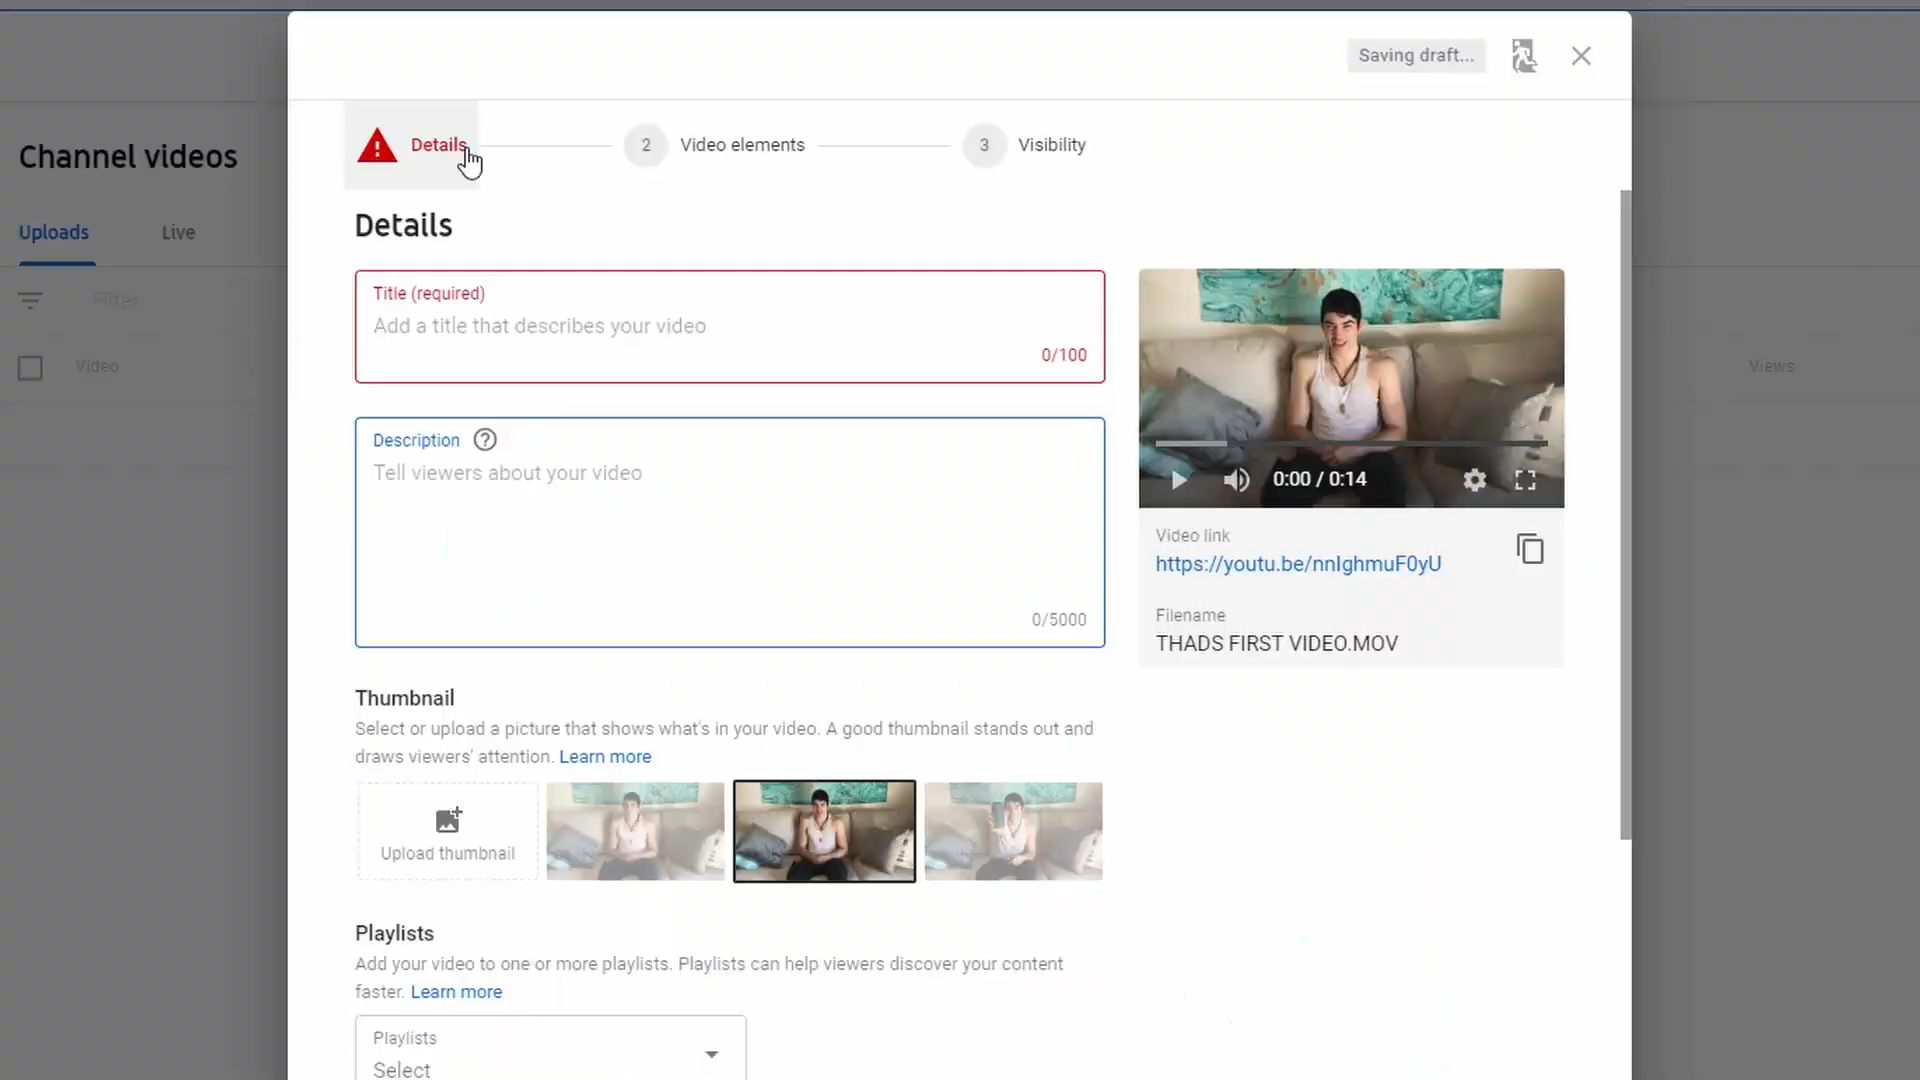 Saving draft...
Details
2
Video elements
3
Visibility
Channel videos
Uploads
Live
Filter
Video
Views
Details
Title (required)
Add a title that describes your video
0/100
Description
Tell viewers about your video
0/5000
0:00 / 0:14
Video link
https://youtu.be/nnIghmuF0yU
Filename
THADS FIRST VIDEO.MOV
Thumbnail
Select or upload a picture that shows what's in your video. A good thumbnail stands out and
draws viewers' attention. Learn more
Upload thumbnail
Playlists
Add your video to one or more playlists. Playlists can help viewers discover your content
faster. Learn more
Playlists
Select